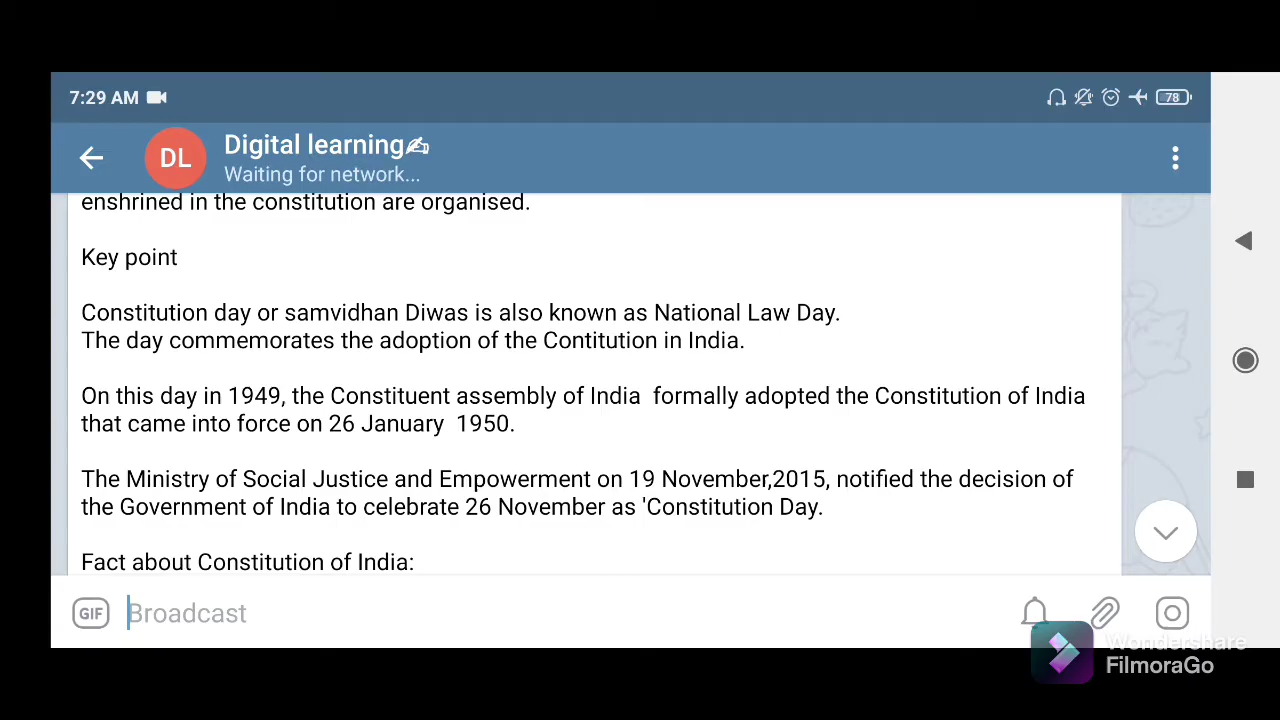 7:29 AM
78
DL
Digital learning✍
Waiting for network...
enshrined in the constitution are organised.
Key point
Constitution day or samvidhan Diwas is also known as National Law Day.
The day commemorates the adoption of the Contitution in India.
On this day in 1949, the Constituent assembly of India  formally adopted the Constitution of India
that came into force on 26 January  1950.
The Ministry of Social Justice and Empowerment on 19 November,2015, notified the decision of
the Government of India to celebrate 26 November as 'Constitution Day.
Fact about Constitution of India:
GIF
Broadcast
Wondershare
FilmoraGo